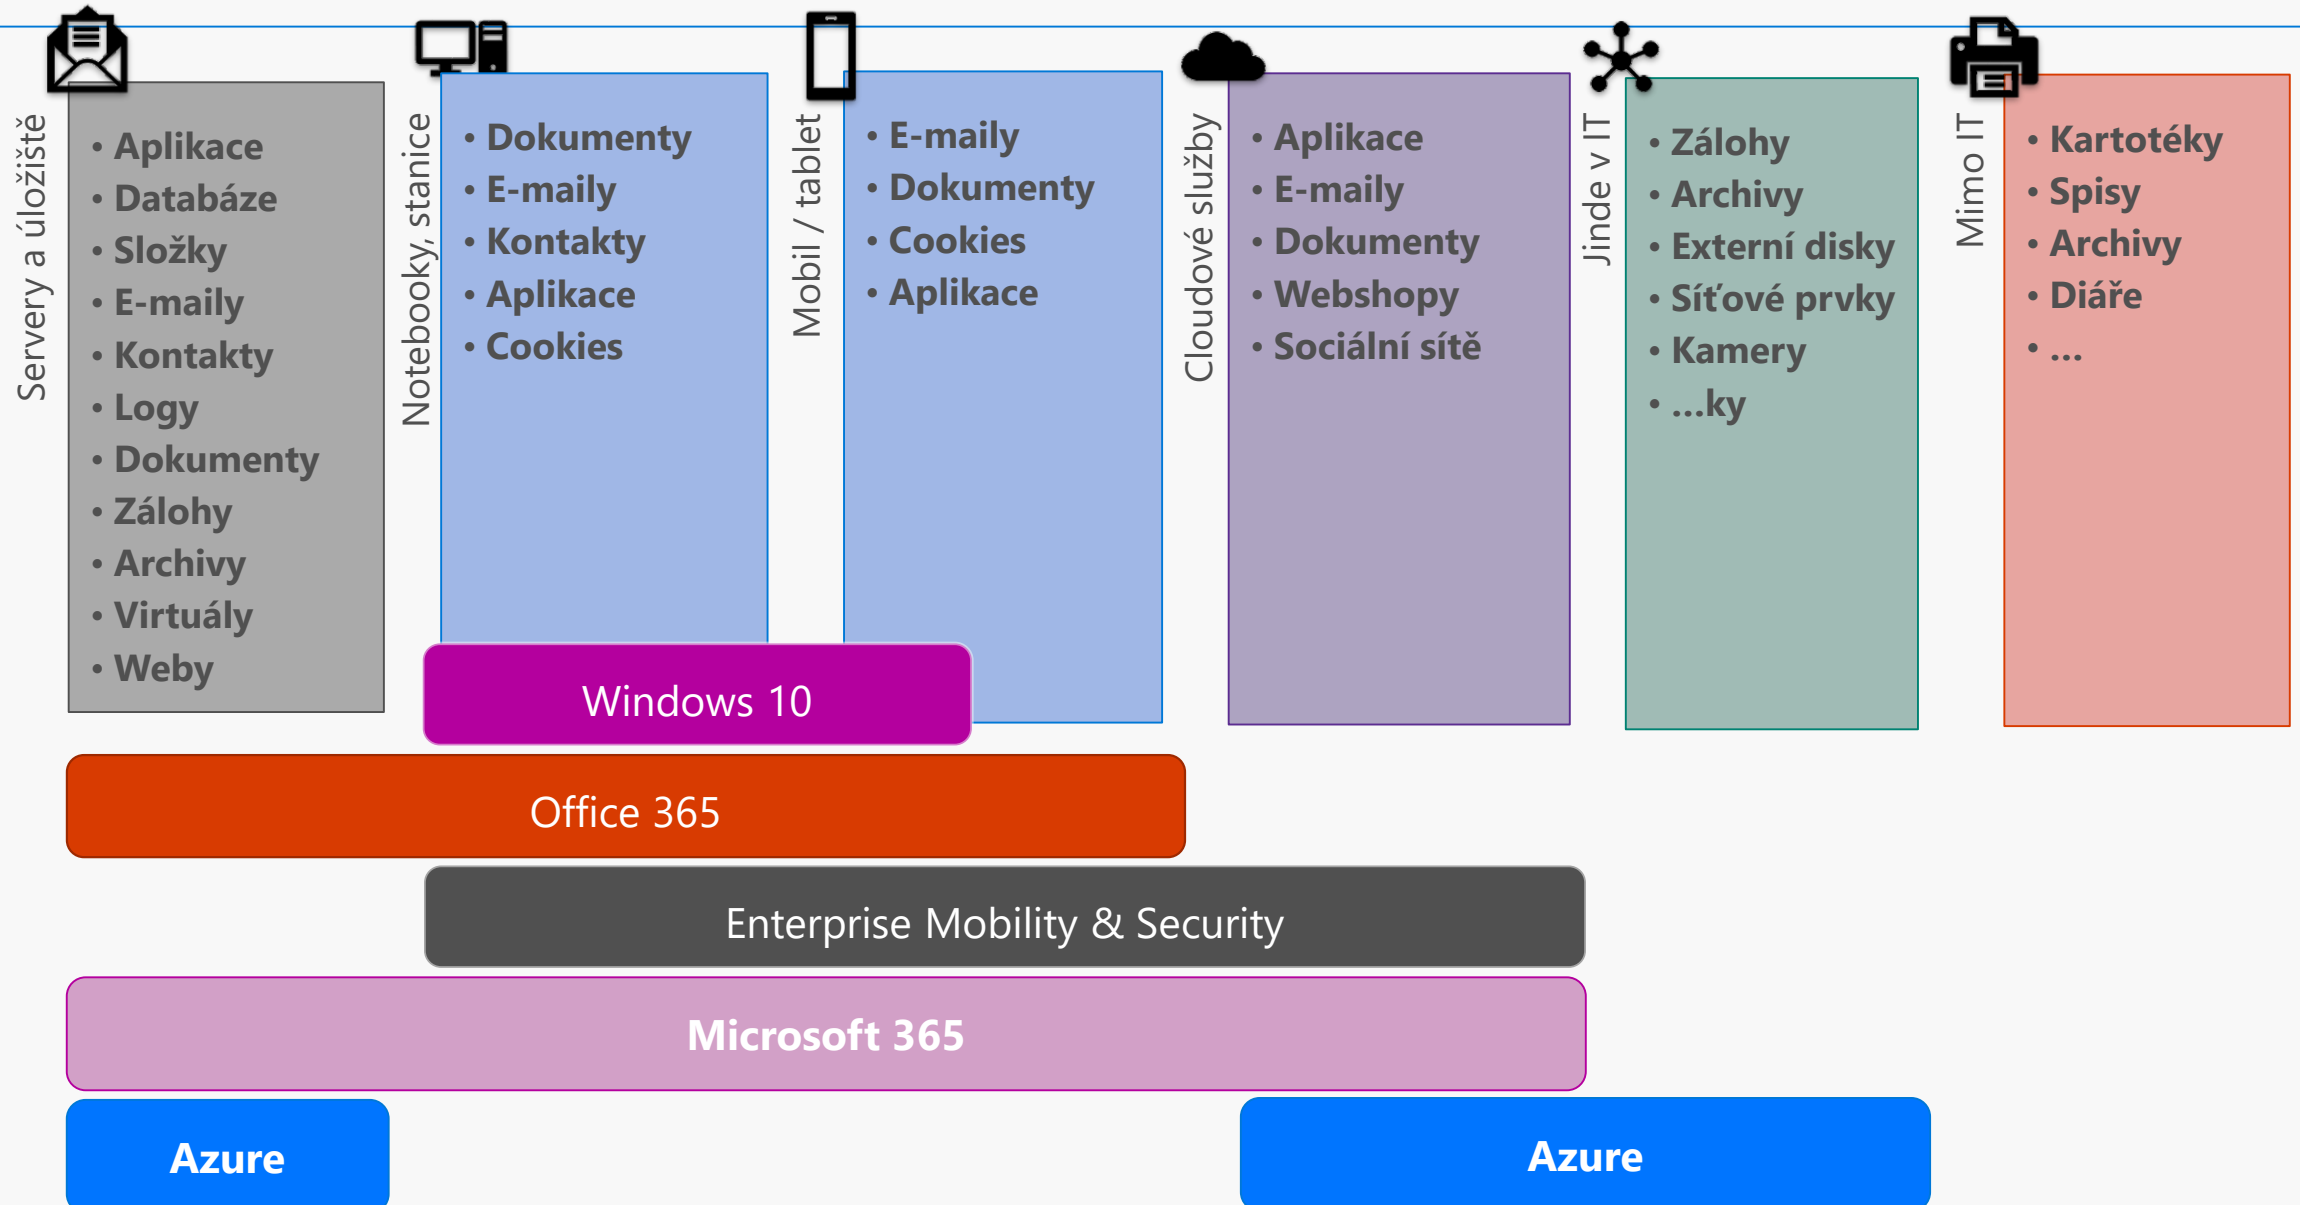 Servery a úložiště
• Aplikace
• Databáze
• Složky
• E-maily
• Kontakty
• Logy
• Dokumenty
• Zálohy
• Archivy
• Virtuály
• Weby
Notebooky, stanice
• Dokumenty
• E-maily
• Kontakty
• Aplikace
• Cookies
Mobil / tablet
• E-maily
• Dokumenty
• Cookies
• Aplikace
Cloudové služby
• Aplikace
• E-maily
• Dokumenty
• Webshopy
• Sociální sítě
Jinde v IT
• Zálohy
• Archivy
• Externí disky
• Síťové prvky
• Kamery
• ...ky
Mimo IT
• Kartotéky
• Spisy
• Archivy
• Diáře
• ...
Windows 10
Office 365
Enterprise Mobility & Security
Microsoft 365
Azure
Azure